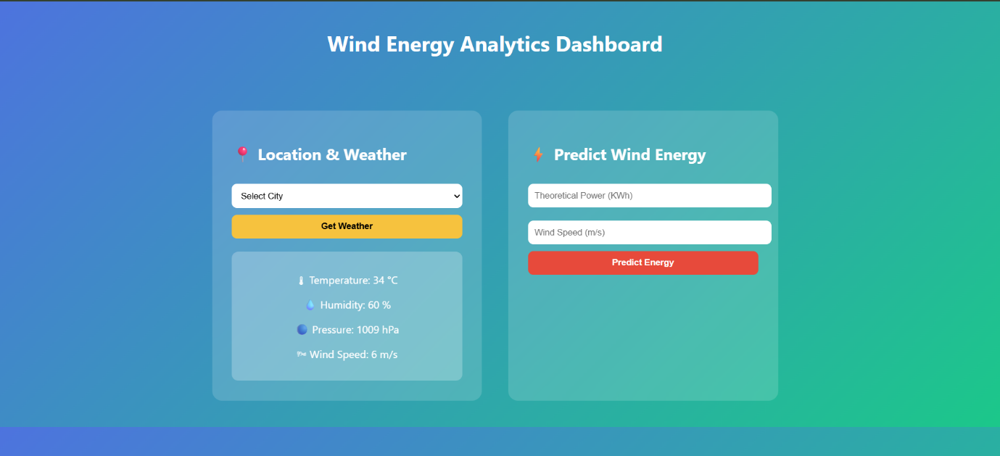 Wind Energy Analytics Dashboard
Location & Weather
Select City
Get Weather
Temperature: 34 °C
Humidity: 60 %
Pressure: 1009 hPa
Wind Speed: 6 m/s
Predict Wind Energy
Theoretical Power (KWh)
Wind Speed (m/s)
Predict Energy